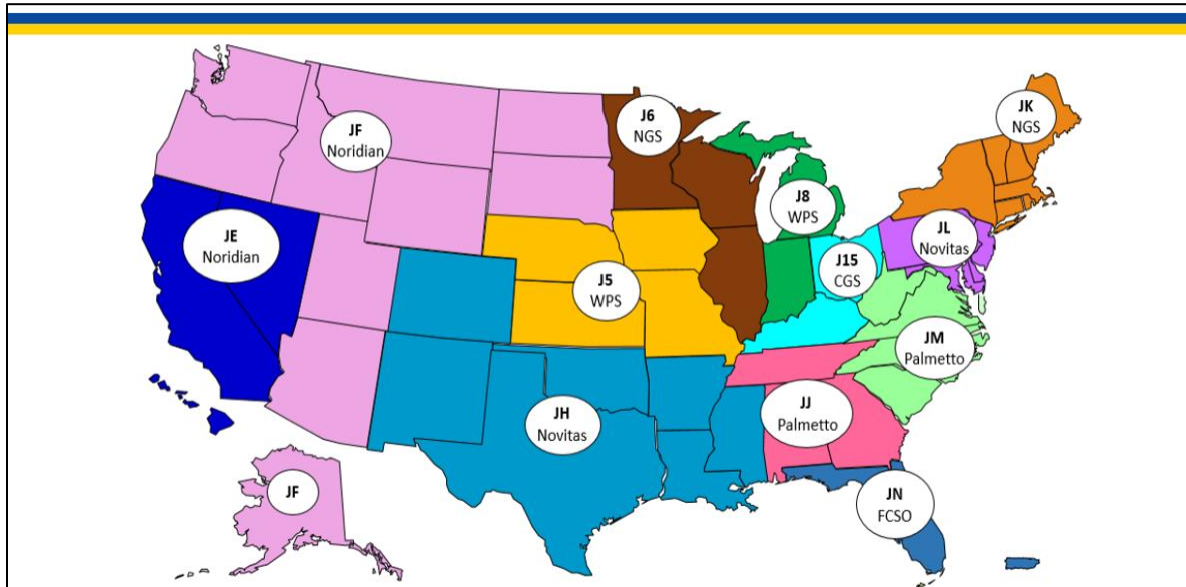 JF
Noridian
J6
NGS
JK
NGS
J8
WPS
JE
Noridian
JL
Novitas
J15
CGS
J5
WPS
JM
Palmetto
JH
Novitas
JJ
Palmetto
JF
JN
FCSO